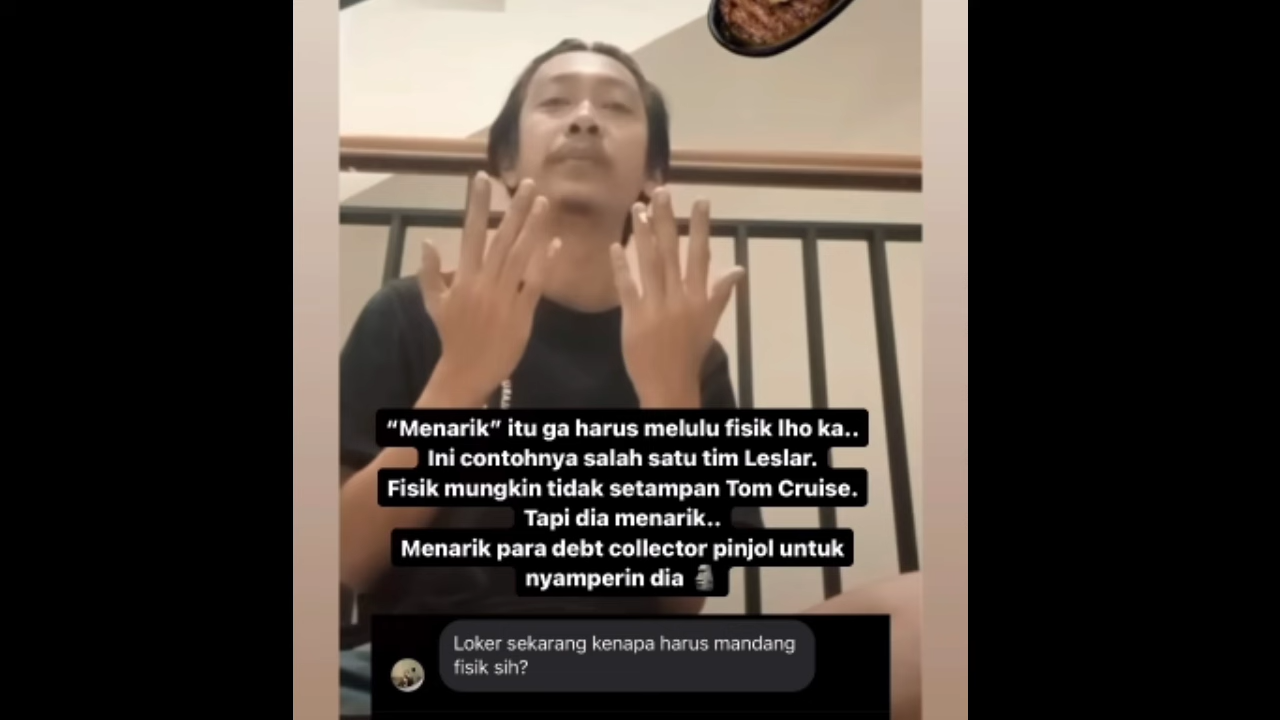 “Menarik” itu ga harus melulu fisik lho ka..
Ini contohnya salah satu tim Leslar.
Fisik mungkin tidak setampan Tom Cruise.
Tapi dia menarik..
Menarik para debt collector pinjol untuk
nyamperin dia 🗿
Loker sekarang kenapa harus mandang
fisik sih?